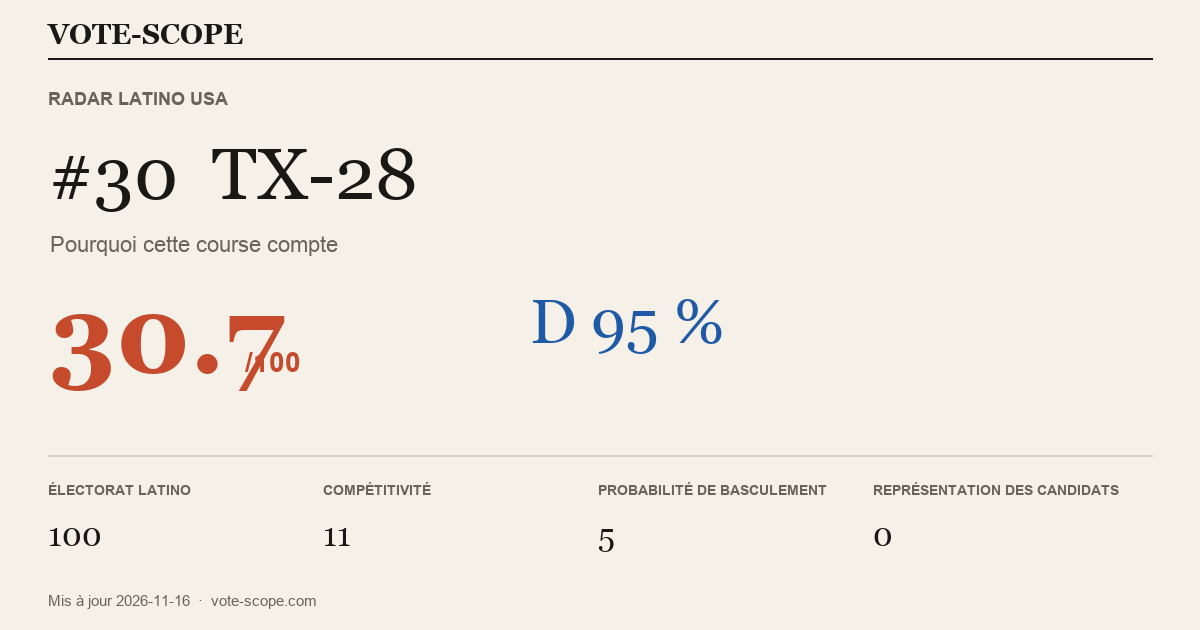 VOTE-SCOPE
RADAR LATINO USA
#30 TX-28
Pourquoi cette course compte
30.7/100
D 95 %
ÉLECTORAT LATINO COMPÉTITIVITÉ PROBABILITÉ DE BASCULEMENT REPRÉSENTATION DES CANDIDATS
100 11 5 0
Mis à jour 2026-11-16 · vote-scope.com